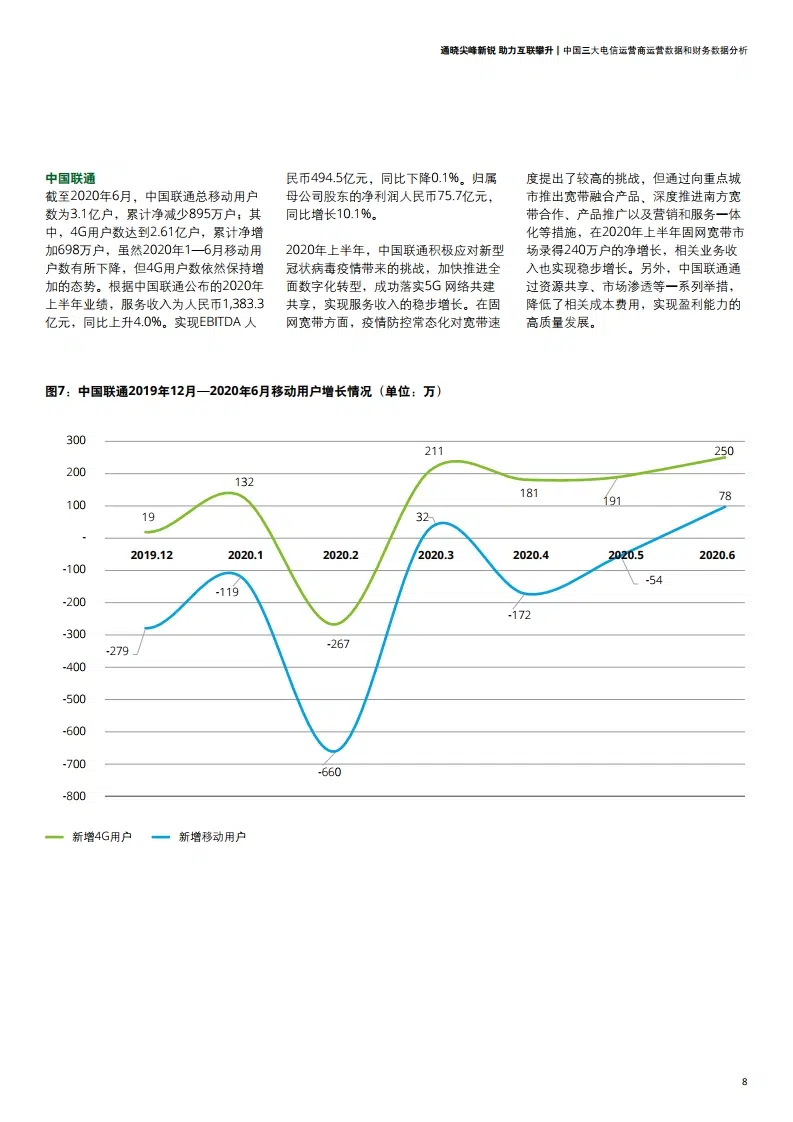 通晓尖峰新锐 助力互联攀升 | 中国三大电信运营商运营数据和财务数据分析
中国联通
截至2020年6月，中国联通总移动用户
数为3.1亿户，累计净减少895万户；其
中，4G用户数达到2.61亿户，累计净增
加698万户，虽然2020年1—6月移动用
户数有所下降，但4G用户数依然保持增
加的态势。根据中国联通公布的2020年
上半年业绩，服务收入为人民币1,383.3
亿元，同比上升4.0%。实现EBITDA 人
民币494.5亿元，同比下降0.1%。归属
母公司股东的净利润人民币75.7亿元，
同比增长10.1%。
2020年上半年，中国联通积极应对新型
冠状病毒疫情带来的挑战，加快推进全
面数字化转型，成功落实5G 网络共建
共享，实现服务收入的稳步增长。在固
网宽带方面，疫情防控常态化对宽带速
度提出了较高的挑战，但通过向重点城
市推出宽带融合产品、深度推进南方宽
带合作、产品推广以及营销和服务一体
化等措施，在2020年上半年固网宽带市
场录得240万户的净增长，相关业务收
入也实现稳步增长。另外，中国联通通
过资源共享、市场渗透等一系列举措，
降低了相关成本费用，实现盈利能力的
高质量发展。
图7：中国联通2019年12月—2020年6月移动用户增长情况（单位：万）
300
200
100
-
-100
-200
-300
-400
-500
-600
-700
-800
19
132
-267
211
181
191
250
2019.12
2020.1
2020.2
2020.3
2020.4
2020.5
2020.6
-279
-119
-660
32
-172
-54
78
新增4G用户
新增移动用户
8